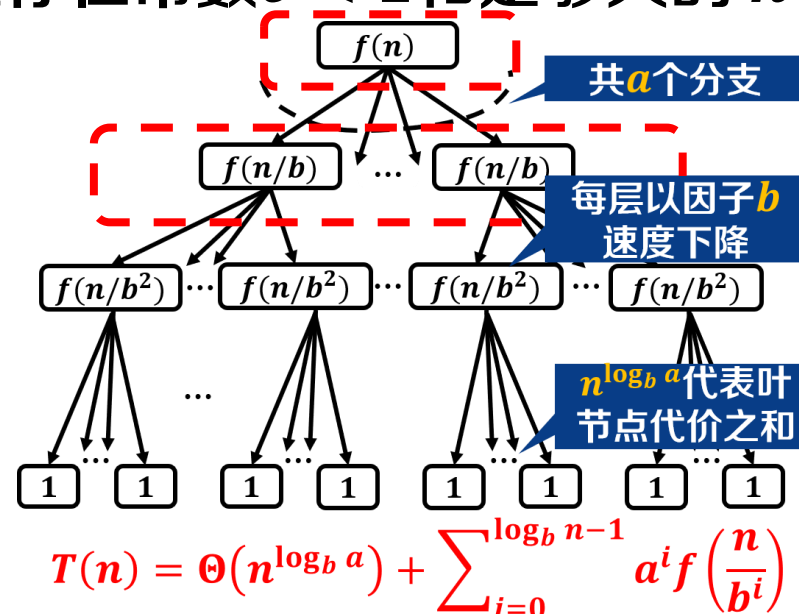 f(n)
共a个分支
f(n/b) … f(n/b)
每层以因子b
速度下降
f(n/b²) … f(n/b²) … f(n/b²) … f(n/b²)
…
n^{log_b a}代表叶
节点代价之和
… … … …
1 1 1 1 1 1 1 1
T(n) = Θ(n^{log_b a}) + ∑_{i=0}^{log_b n−1} a^i f(n/b^i)